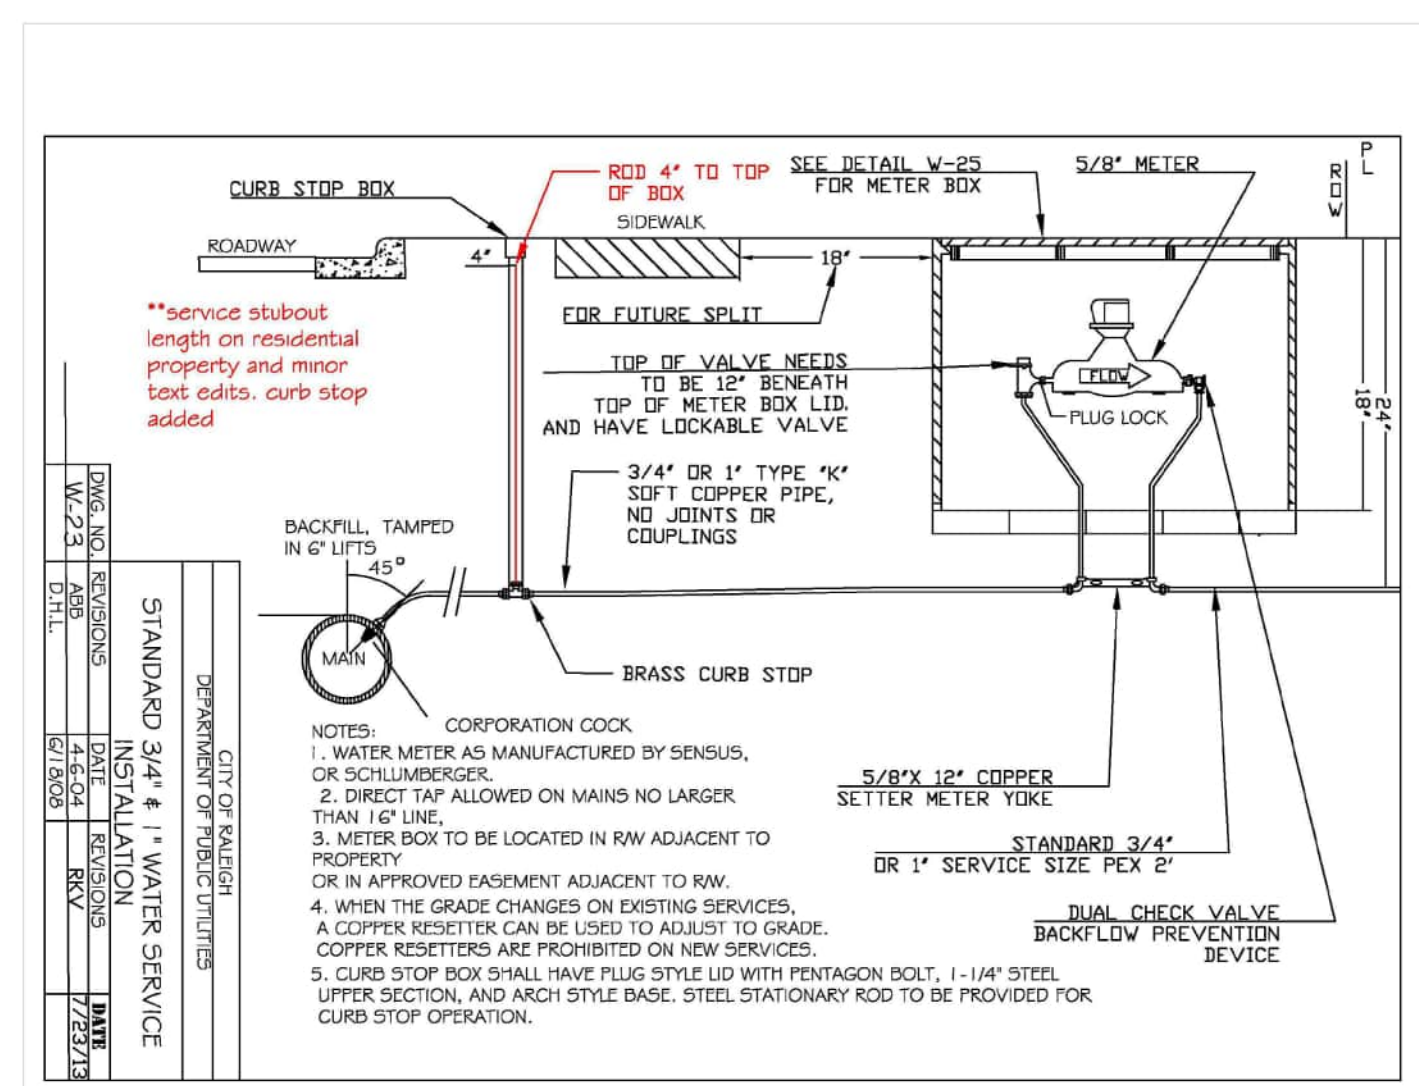 CURB STOP BOX
ROD 4" TO TOP
OF BOX
SEE DETAIL W-25
FOR METER BOX
5/8" METER
P
L
R
O
W
SIDEWALK
ROADWAY
4"
18"
**service stubout
length on residential
property and minor
text edits. curb stop
added
FOR FUTURE SPLIT
TOP OF VALVE NEEDS
TO BE 12" BENEATH
TOP OF METER BOX LID.
AND HAVE LOCKABLE VALVE
FLOW
PLUG LOCK
18"
24"
3/4" OR 1" TYPE "K"
SOFT COPPER PIPE,
NO JOINTS OR
COUPLINGS
BACKFILL, TAMPED
IN 6" LIFTS
45°
MAIN
BRASS CURB STOP
CORPORATION COCK
NOTES:
1. WATER METER AS MANUFACTURED BY SENSUS,
OR SCHLUMBERGER.
2. DIRECT TAP ALLOWED ON MAINS NO LARGER
THAN 16" LINE,
3. METER BOX TO BE LOCATED IN R/W ADJACENT TO
PROPERTY
OR IN APPROVED EASEMENT ADJACENT TO R/W.
4. WHEN THE GRADE CHANGES ON EXISTING SERVICES,
A COPPER RESETTER CAN BE USED TO ADJUST TO GRADE.
COPPER RESETTERS ARE PROHIBITED ON NEW SERVICES.
5. CURB STOP BOX SHALL HAVE PLUG STYLE LID WITH PENTAGON BOLT, 1-1/4" STEEL
UPPER SECTION, AND ARCH STYLE BASE. STEEL STATIONARY ROD TO BE PROVIDED FOR
CURB STOP OPERATION.
5/8"X 12" COPPER
SETTER METER YOKE
STANDARD 3/4"
OR 1" SERVICE SIZE PEX 2'
DUAL CHECK VALVE
BACKFLOW PREVENTION
DEVICE
CITY OF RALEIGH
DEPARTMENT OF PUBLIC UTILITIES
STANDARD 3/4" & 1" WATER SERVICE
INSTALLATION
DWG. NO. REVISIONS DATE REVISIONS DATE
W-23 ABB 4-6-04 RKV 7/23/13
D.H.L. 6/18/08